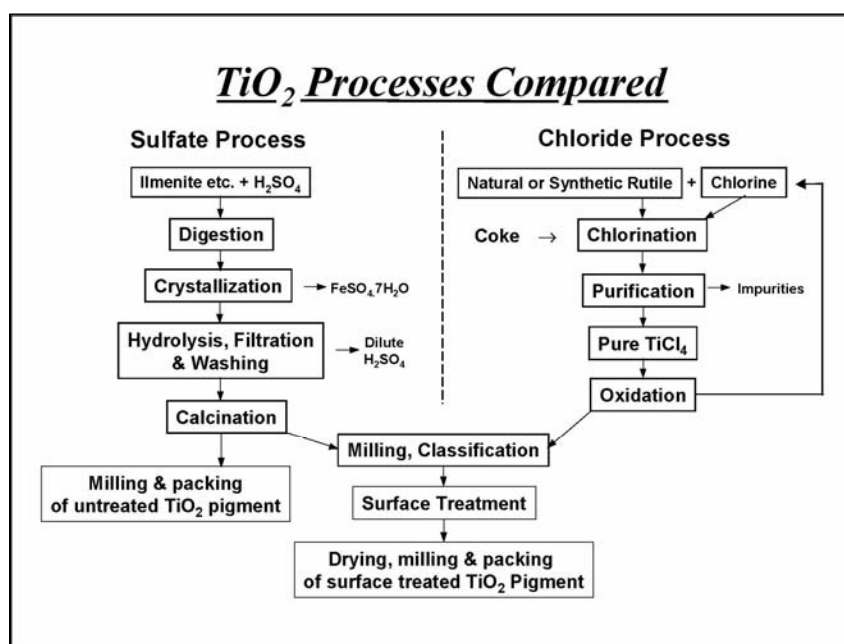 TiO₂ Processes Compared
Sulfate Process
Ilmenite etc. + H₂SO₄
Digestion
Crystallization → FeSO₄.7H₂O
Hydrolysis, Filtration
& Washing
→ Dilute
H₂SO₄
Calcination
Milling & packing
of untreated TiO₂ pigment
Chloride Process
Natural or Synthetic Rutile + Chlorine
Coke → Chlorination
Purification → Impurities
Pure TiCl₄
Oxidation
Milling, Classification
Surface Treatment
Drying, milling & packing
of surface treated TiO₂ Pigment